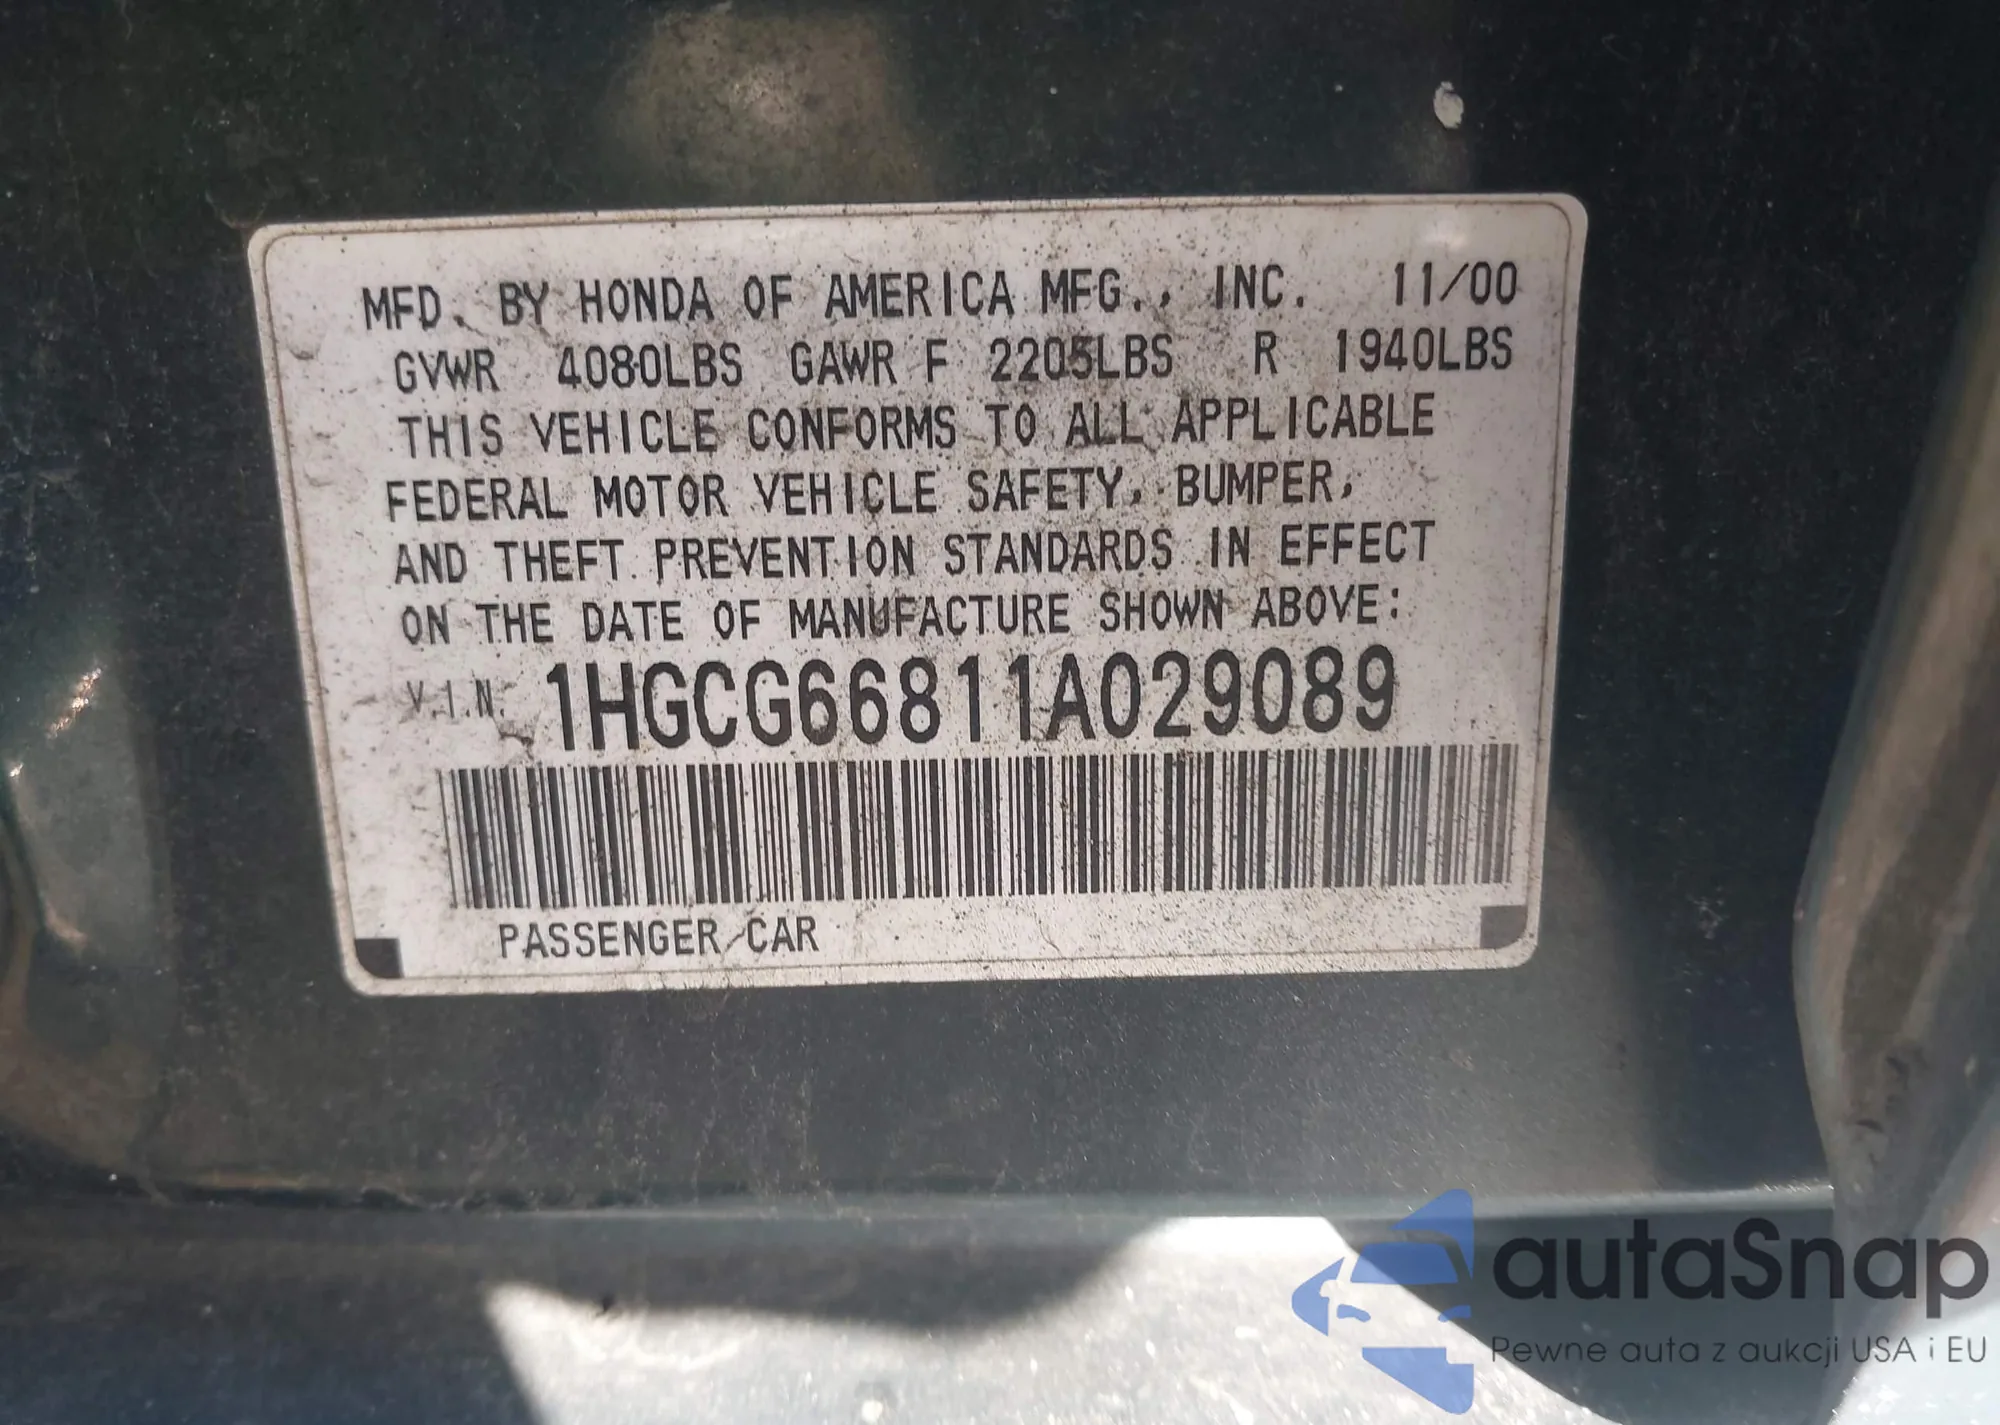 MFD. BY HONDA OF AMERICA MFG., INC. 11/00
GVWR 4080LBS GAWR F 2205LBS R 1940LBS
THIS VEHICLE CONFORMS TO ALL APPLICABLE
FEDERAL MOTOR VEHICLE SAFETY, BUMPER,
AND THEFT PREVENTION STANDARDS IN EFFECT
ON THE DATE OF MANUFACTURE SHOWN ABOVE:
V.I.N. 1HGCG66811A029089
PASSENGER CAR
autaSnap
Pewne auta z aukcji USA i EU